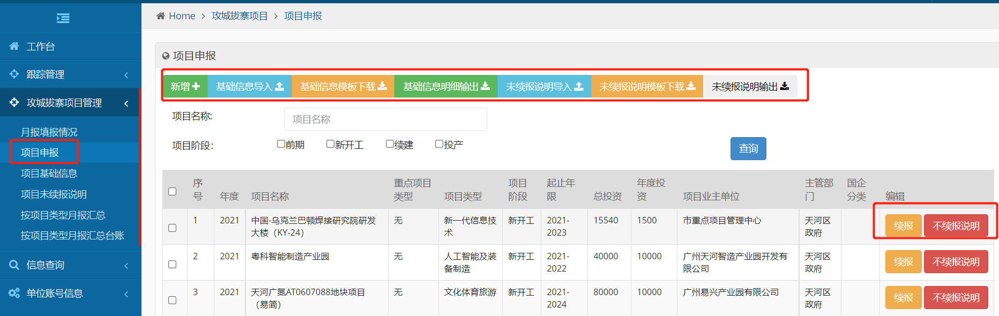 Home > 攻城拔寨项目 > 项目申报
工作台
跟踪管理
攻城拔寨项目管理
月报填报情况
项目申报
项目基础信息
项目未续报说明
按项目类型月报汇总
按项目类型月报汇总台账
信息查询
单位账号信息
项目申报
新增 基础信息导入 基础信息模板下载 基础信息明细输出 未续报说明导入 未续报说明模板下载 未续报说明输出
项目名称: 项目名称
项目阶段: 前期 新开工 续建 投产 查询
序号 年度 项目名称 重点项目类型 项目类型 项目阶段 起止年限 总投资 年度投资 项目业主单位 主管部门 国企分类 编辑
1 2021 中国-乌克兰巴顿焊接研究院研发大楼（KY-24） 无 新一代信息技术 新开工 2021-2023 15540 1500 市重点项目管理中心 天河区政府 续报 不续报说明
2 2021 粤科智能制造产业园 无 人工智能及装备制造 新开工 2021-2022 40000 10000 广州天河智造产业园开发有限公司 天河区政府 续报 不续报说明
3 2021 天河广氮AT0607088地块项目（易简） 无 文化体育旅游 新开工 2021-2024 80000 10000 广州易兴产业园有限公司 天河区政府 续报 不续报说明